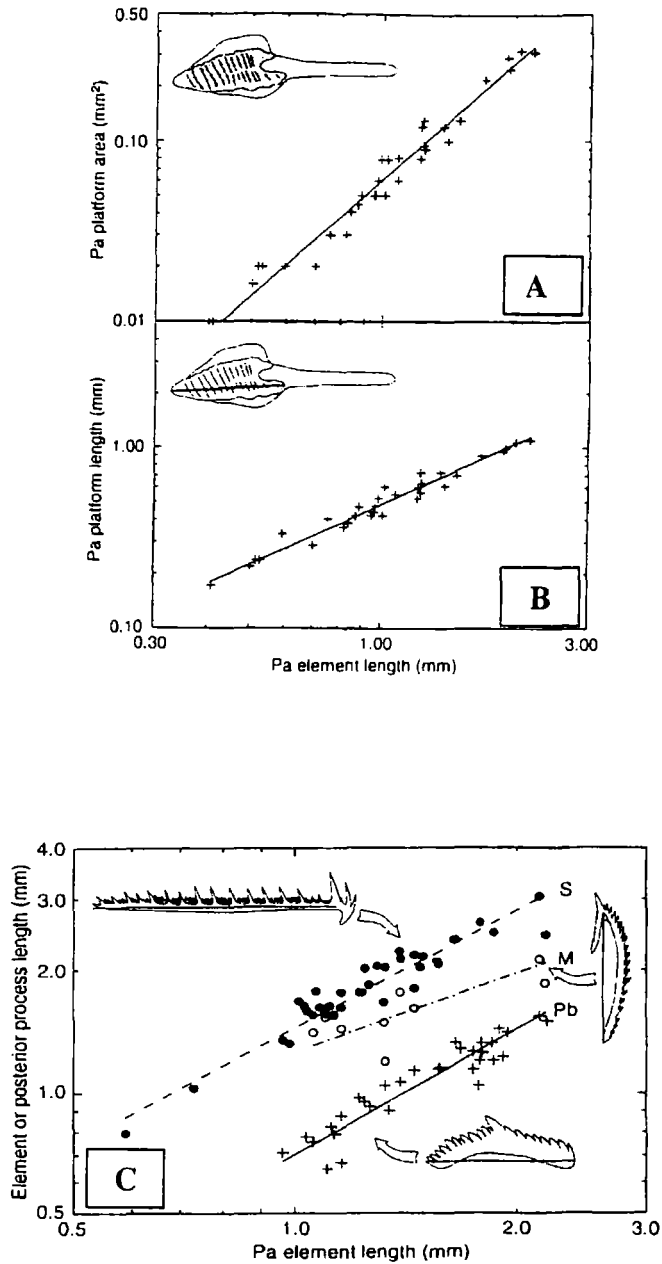 0.50
0.10
0.01
Pa platform area (mm²)
A
1.00
0.10
Pa platform length (mm)
B
0.30
1.00
3.00
Pa element length (mm)
4.0
3.0
2.0
1.0
0.5
Element or posterior process length (mm)
S
M
Pb
C
0.5
1.0
2.0
3.0
Pa element length (mm)